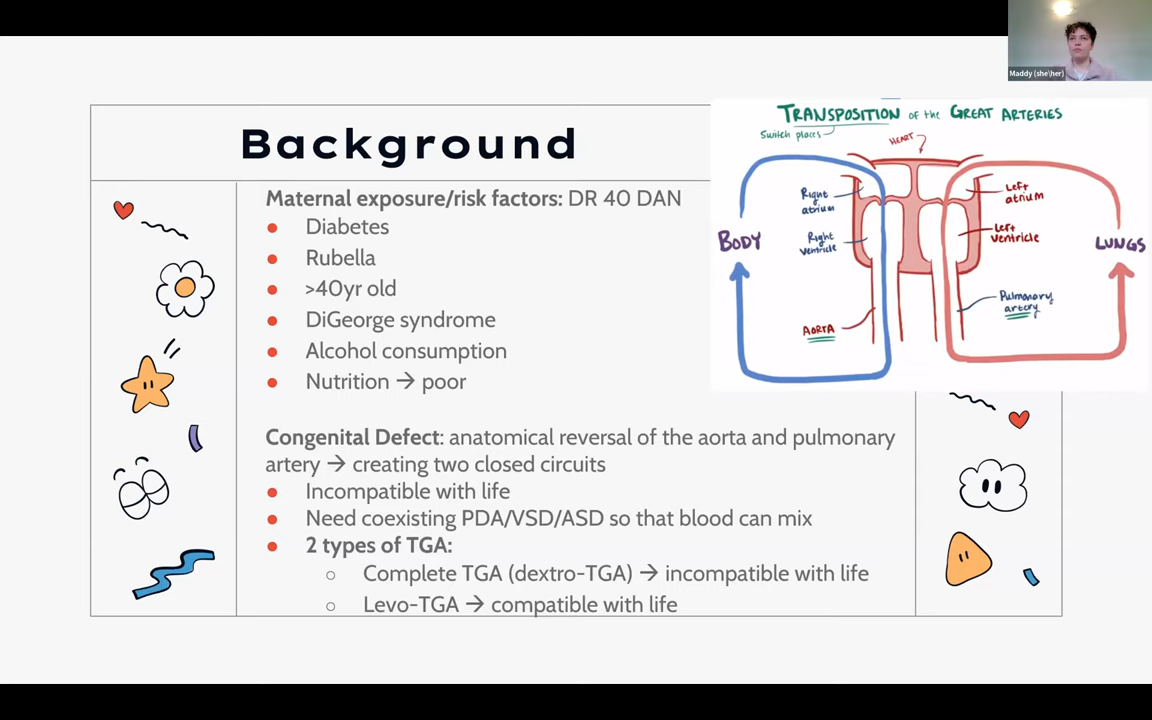 Maddy (she\her)
Background
Maternal exposure/risk factors: DR 40 DAN
● Diabetes
● Rubella
● >40yr old
● DiGeorge syndrome
● Alcohol consumption
● Nutrition → poor
Congenital Defect: anatomical reversal of the aorta and pulmonary
artery → creating two closed circuits
● Incompatible with life
● Need coexisting PDA/VSD/ASD so that blood can mix
● 2 types of TGA:
○ Complete TGA (dextro-TGA) → incompatible with life
○ Levo-TGA → compatible with life
TRANSPOSITION of the GREAT ARTERIES
Switch places
HEART
Right
atrium
Left
atrium
Right
ventricle
Left
ventricle
BODY
LUNGS
Pulmonary
artery
AORTA